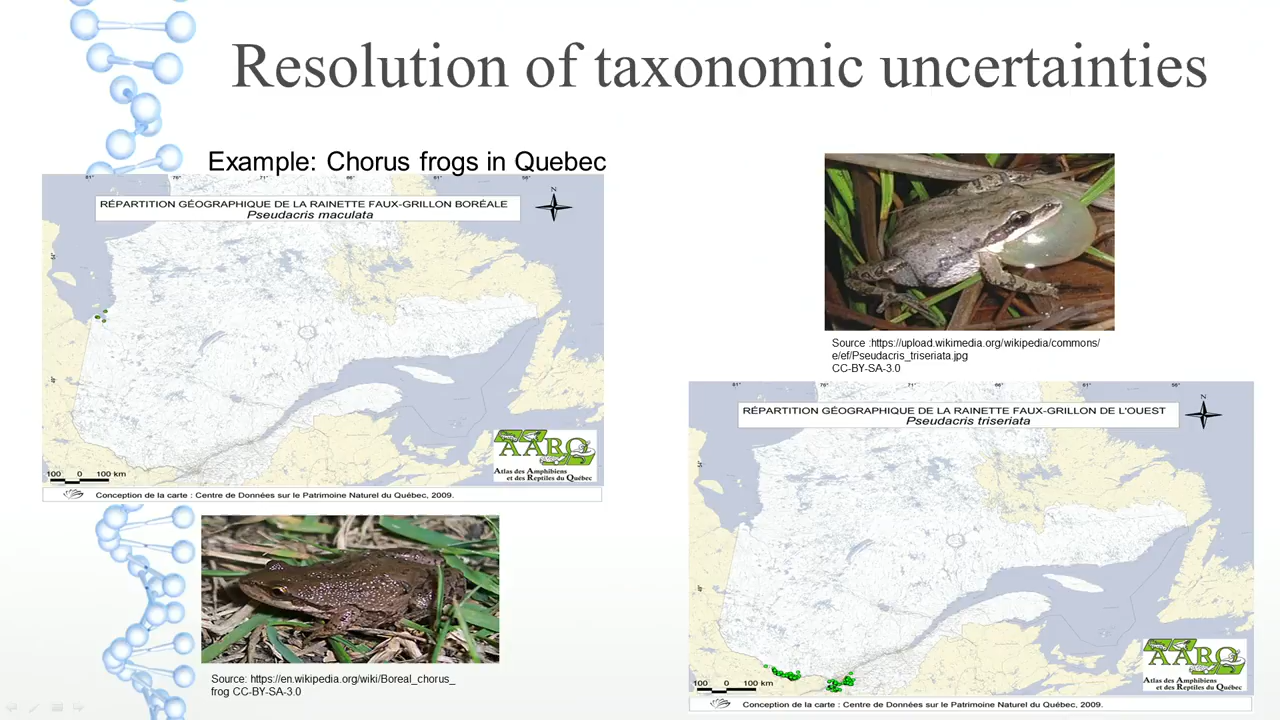 Resolution of taxonomic uncertainties
Example: Chorus frogs in Quebec
RÉPARTITION GÉOGRAPHIQUE DE LA RAINETTE FAUX-GRILLON BORÉALE
Pseudacris maculata
N
100 0 100 km
AARQ
Atlas des Amphibiens
et des Reptiles du Québec
Conception de la carte : Centre de Données sur le Patrimoine Naturel du Québec, 2009.
Source: https://en.wikipedia.org/wiki/Boreal_chorus_
frog CC-BY-SA-3.0
Source :https://upload.wikimedia.org/wikipedia/commons/
e/ef/Pseudacris_triseriata.jpg
CC-BY-SA-3.0
RÉPARTITION GÉOGRAPHIQUE DE LA RAINETTE FAUX-GRILLON DE L'OUEST
Pseudacris triseriata
N
100 0 100 km
AARQ
Atlas des Amphibiens
et des Reptiles du Québec
Conception de la carte : Centre de Données sur le Patrimoine Naturel du Québec, 2009.